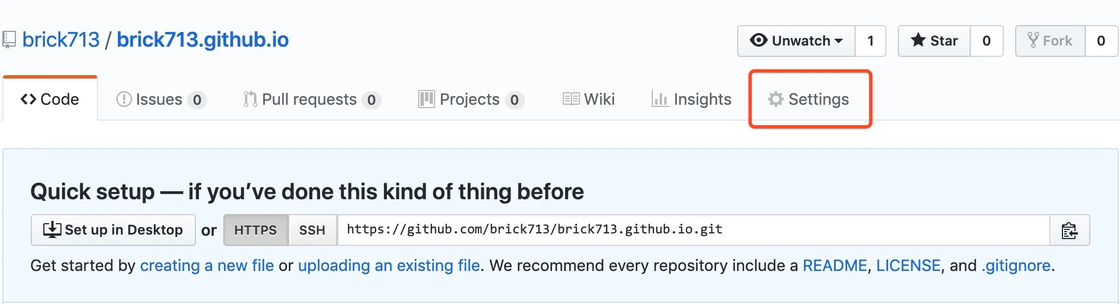 brick713 / brick713.github.io Unwatch 1 Star 0 Fork 0
Code Issues 0 Pull requests 0 Projects 0 Wiki Insights Settings
Quick setup — if you’ve done this kind of thing before
Set up in Desktop or HTTPS SSH https://github.com/brick713/brick713.github.io.git
Get started by creating a new file or uploading an existing file. We recommend every repository include a README, LICENSE, and .gitignore.